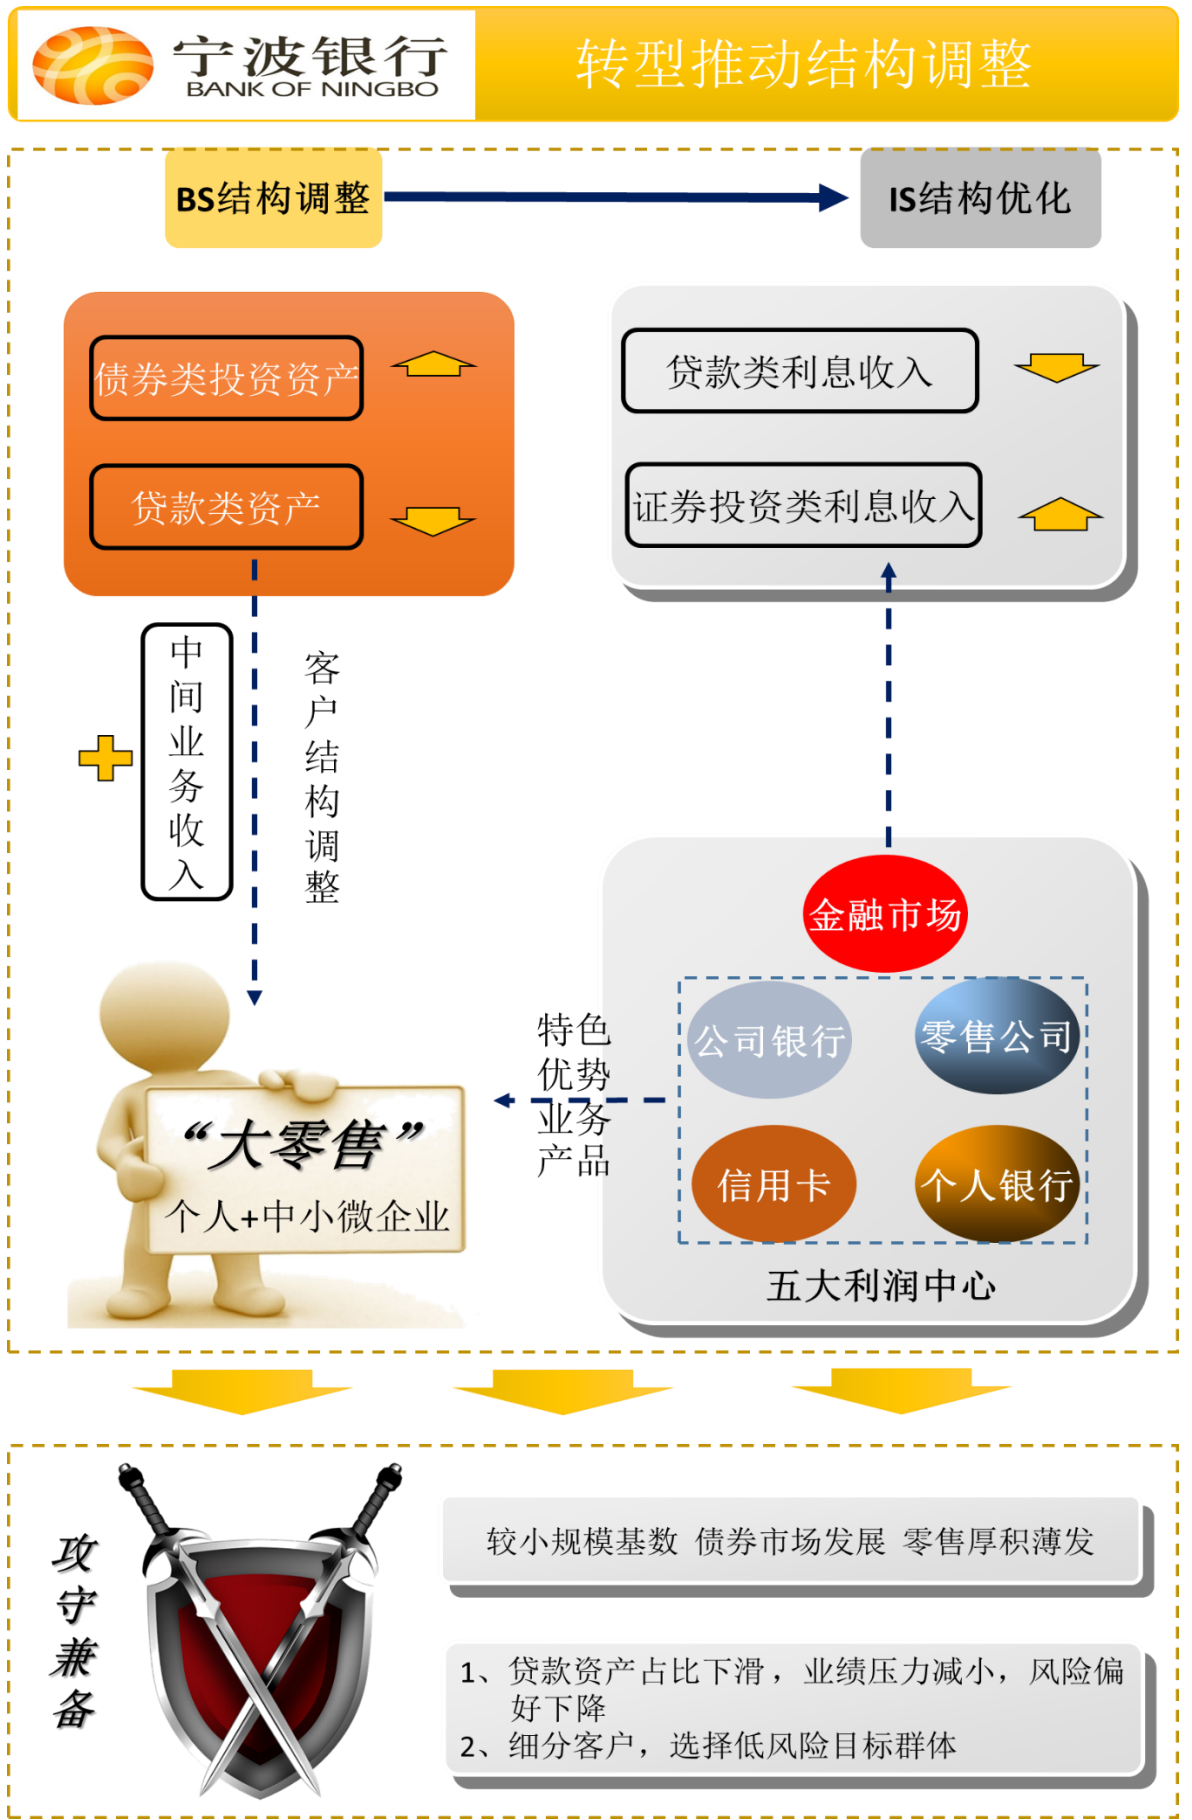 宁波银行
BANK OF NINGBO
转型推动结构调整
BS结构调整
IS结构优化
债券类投资资产
贷款类资产
贷款类利息收入
证券投资类利息收入
中间业务收入
客户结构调整
“大零售”
个人+中小微企业
特色
优势
业务
产品
金融市场
公司银行
零售公司
信用卡
个人银行
五大利润中心
攻守兼备
较小规模基数 债券市场发展 零售厚积薄发
1、贷款资产占比下滑，业绩压力减小，风险偏
好下降
2、细分客户，选择低风险目标群体